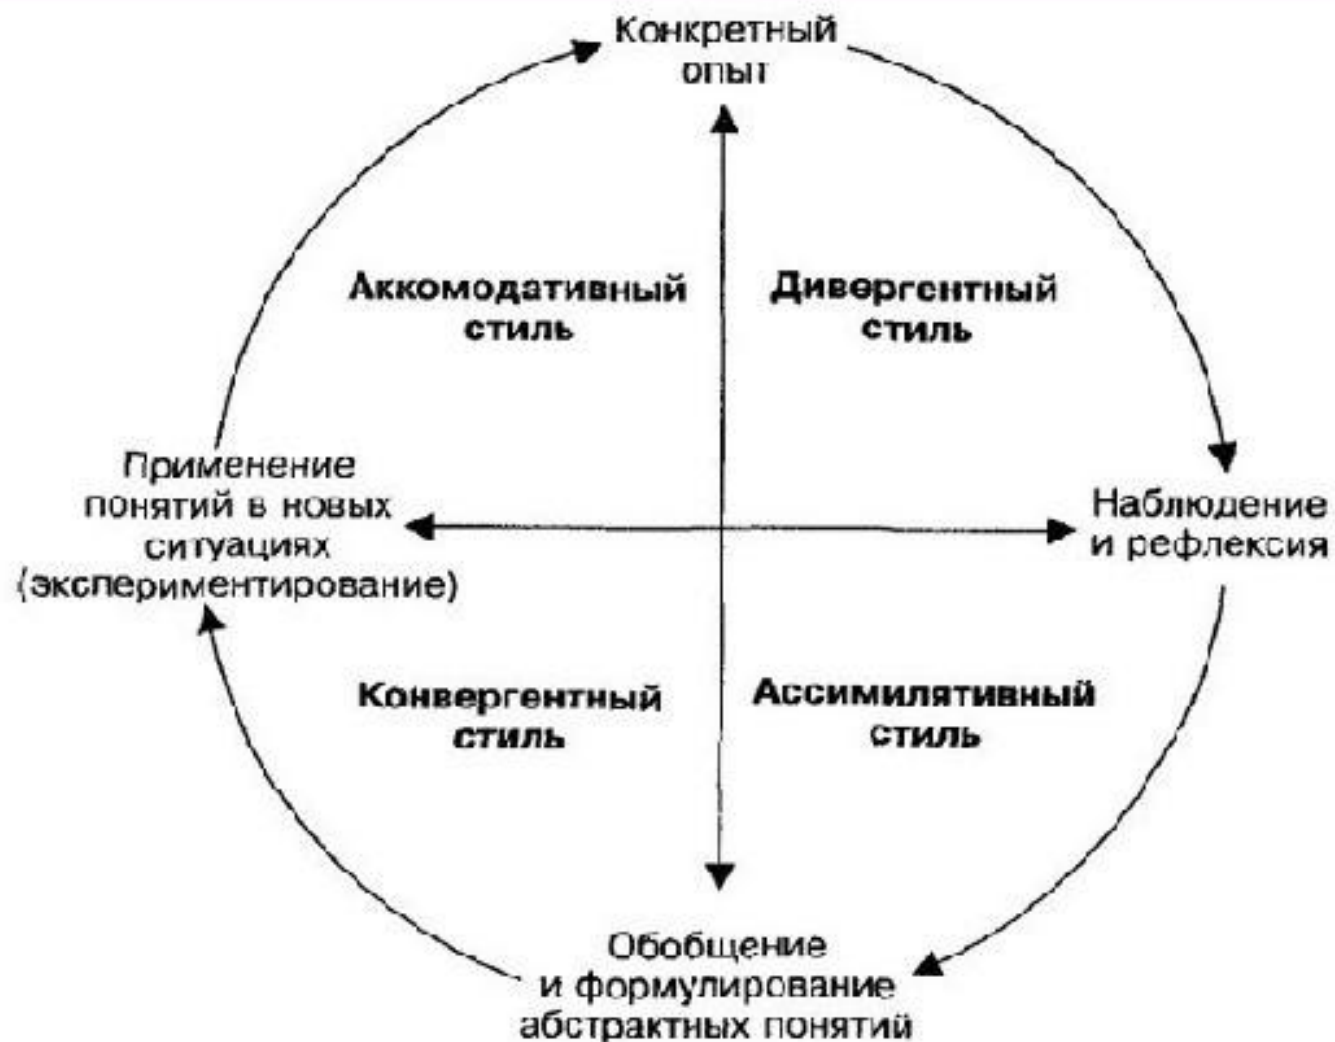 Конкретный
опыт
Аккомодативный
стиль
Дивергентный
стиль
Применение
понятий в новых
ситуациях
(экспериментирование)
Наблюдение
и рефлексия
Конвергентный
стиль
Ассимилятивный
стиль
Обобщение
и формулирование
абстрактных понятий